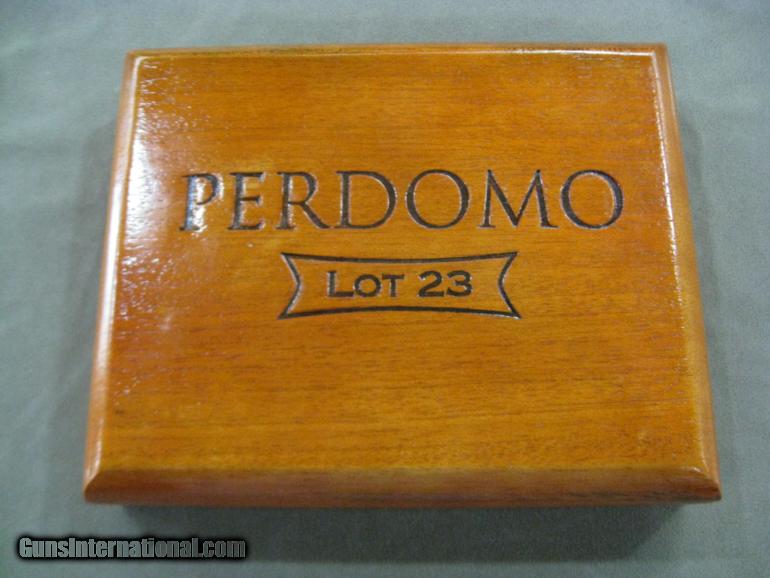 PERDOMO
LOT 23
GunsInternational.com